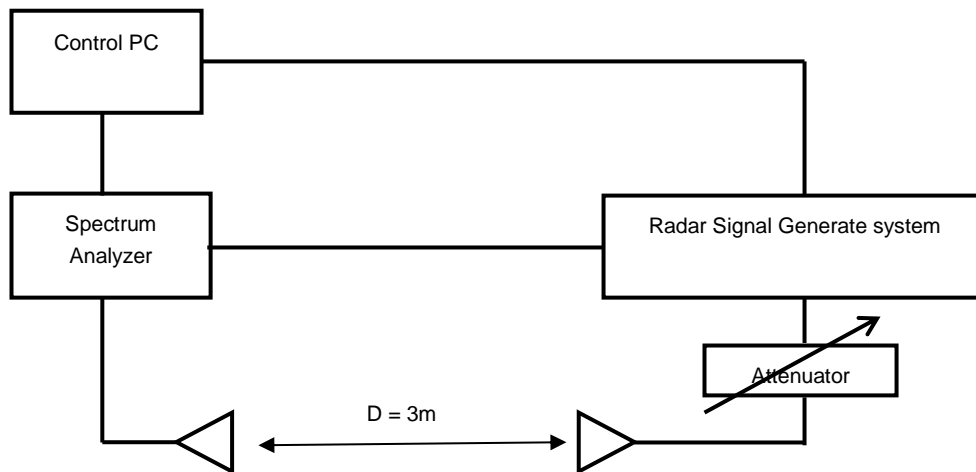 Control PC
Spectrum
Analyzer
Radar Signal Generate system
Attenuator
D = 3m